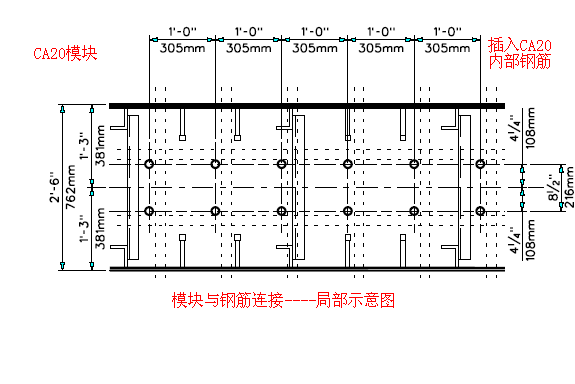 CA20模块
1'-0" 1'-0" 1'-0" 1'-0" 1'-0"
305mm 305mm 305mm 305mm 305mm
插入CA20
内部钢筋
2'-6"
762mm
1'-3"
381mm
1'-3"
381mm
4¼"
108mm
8½"
216mm
4¼"
108mm
模块与钢筋连接----局部示意图